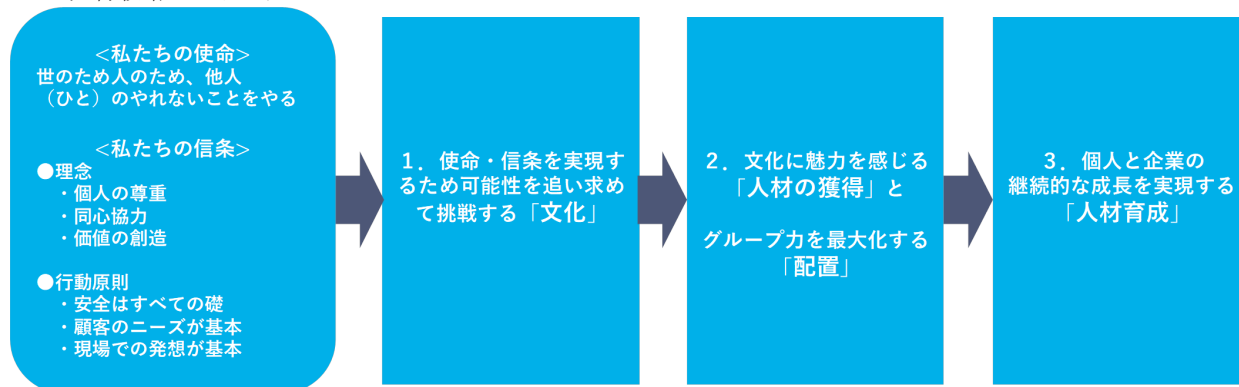 <私たちの使命>
世のため人のため、他人
（ひと）のやれないことをやる
<私たちの信条>
●理念
・個人の尊重
・同心協力
・価値の創造
●行動原則
・安全はすべての礎
・顧客のニーズが基本
・現場での発想が基本
1．使命・信条を実現す
るため可能性を追い求め
て挑戦する「文化」
2．文化に魅力を感じる
「人材の獲得」と
グループ力を最大化する
「配置」
3．個人と企業の
継続的な成長を実現する
「人材育成」